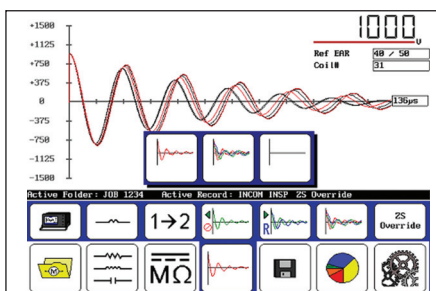 +1500
1000
V
+1125
Ref EAR 40 / 50
+750
Coil# 31
+375
0
136µs
-375
-750
-1125
-1500
Active Folder: JOB 1234 Active Record: INCOM INSP 2S Override
1→2
R
2S
Override
M
MΩ